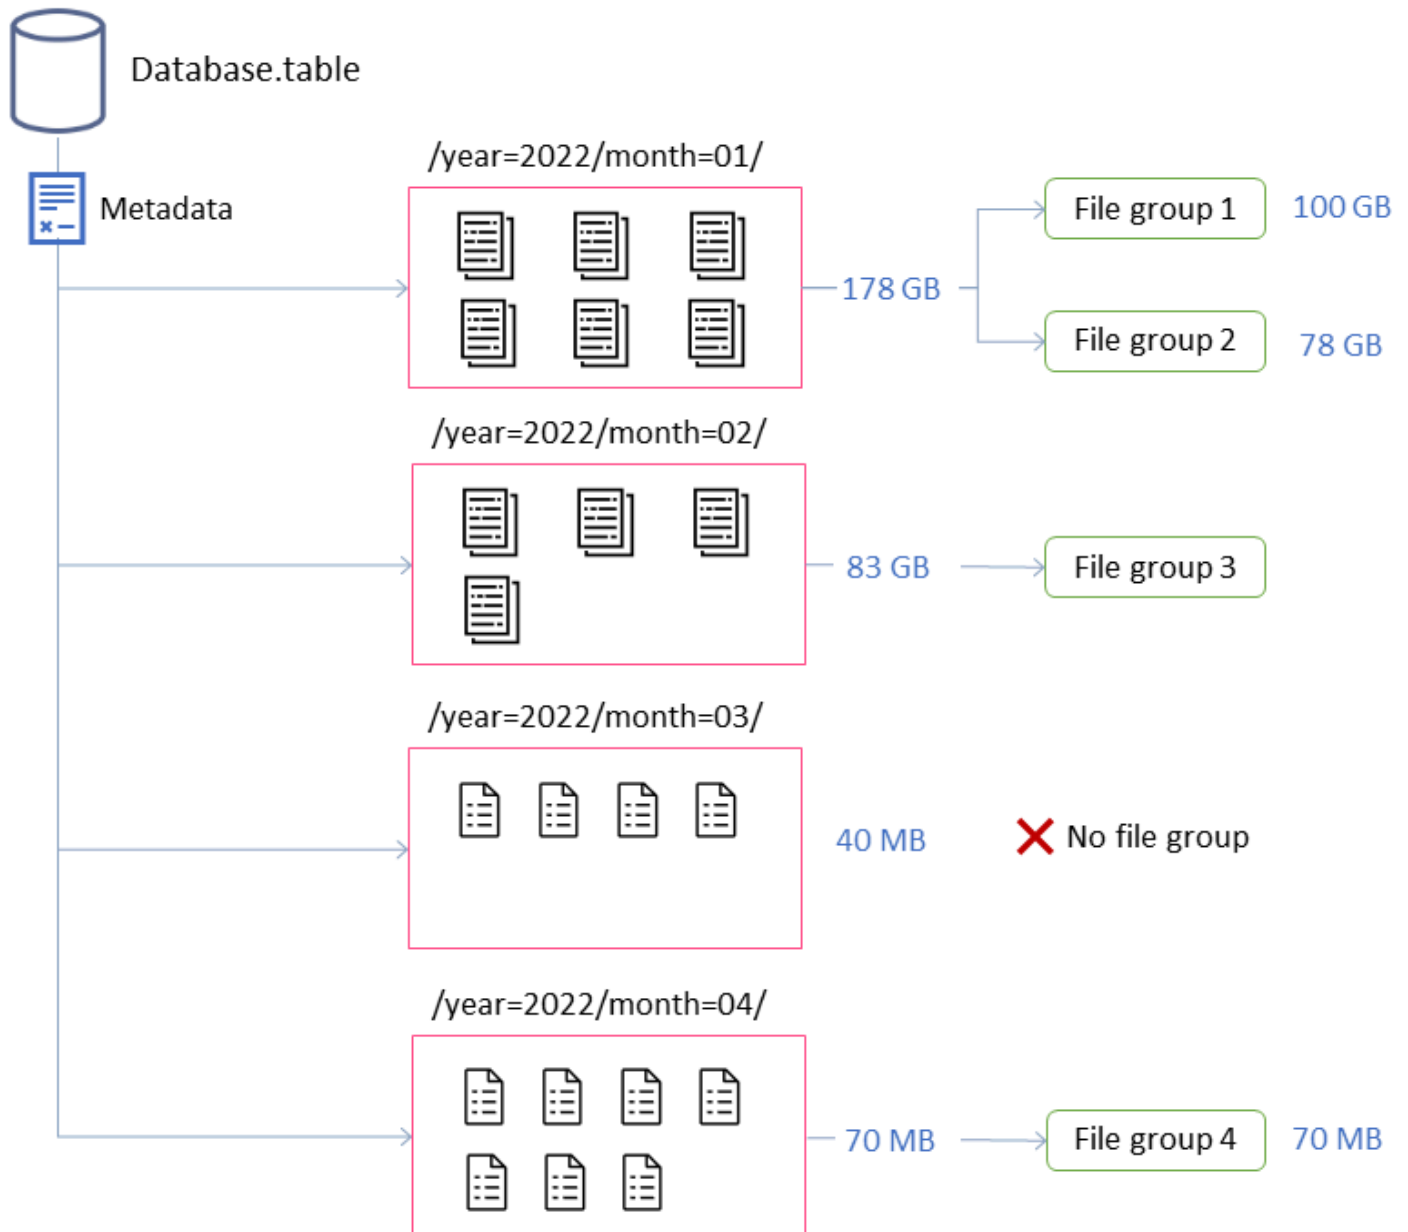 Database.table
Metadata
/year=2022/month=01/
178 GB
File group 1
100 GB
File group 2
78 GB
/year=2022/month=02/
83 GB
File group 3
/year=2022/month=03/
40 MB
No file group
/year=2022/month=04/
70 MB
File group 4
70 MB